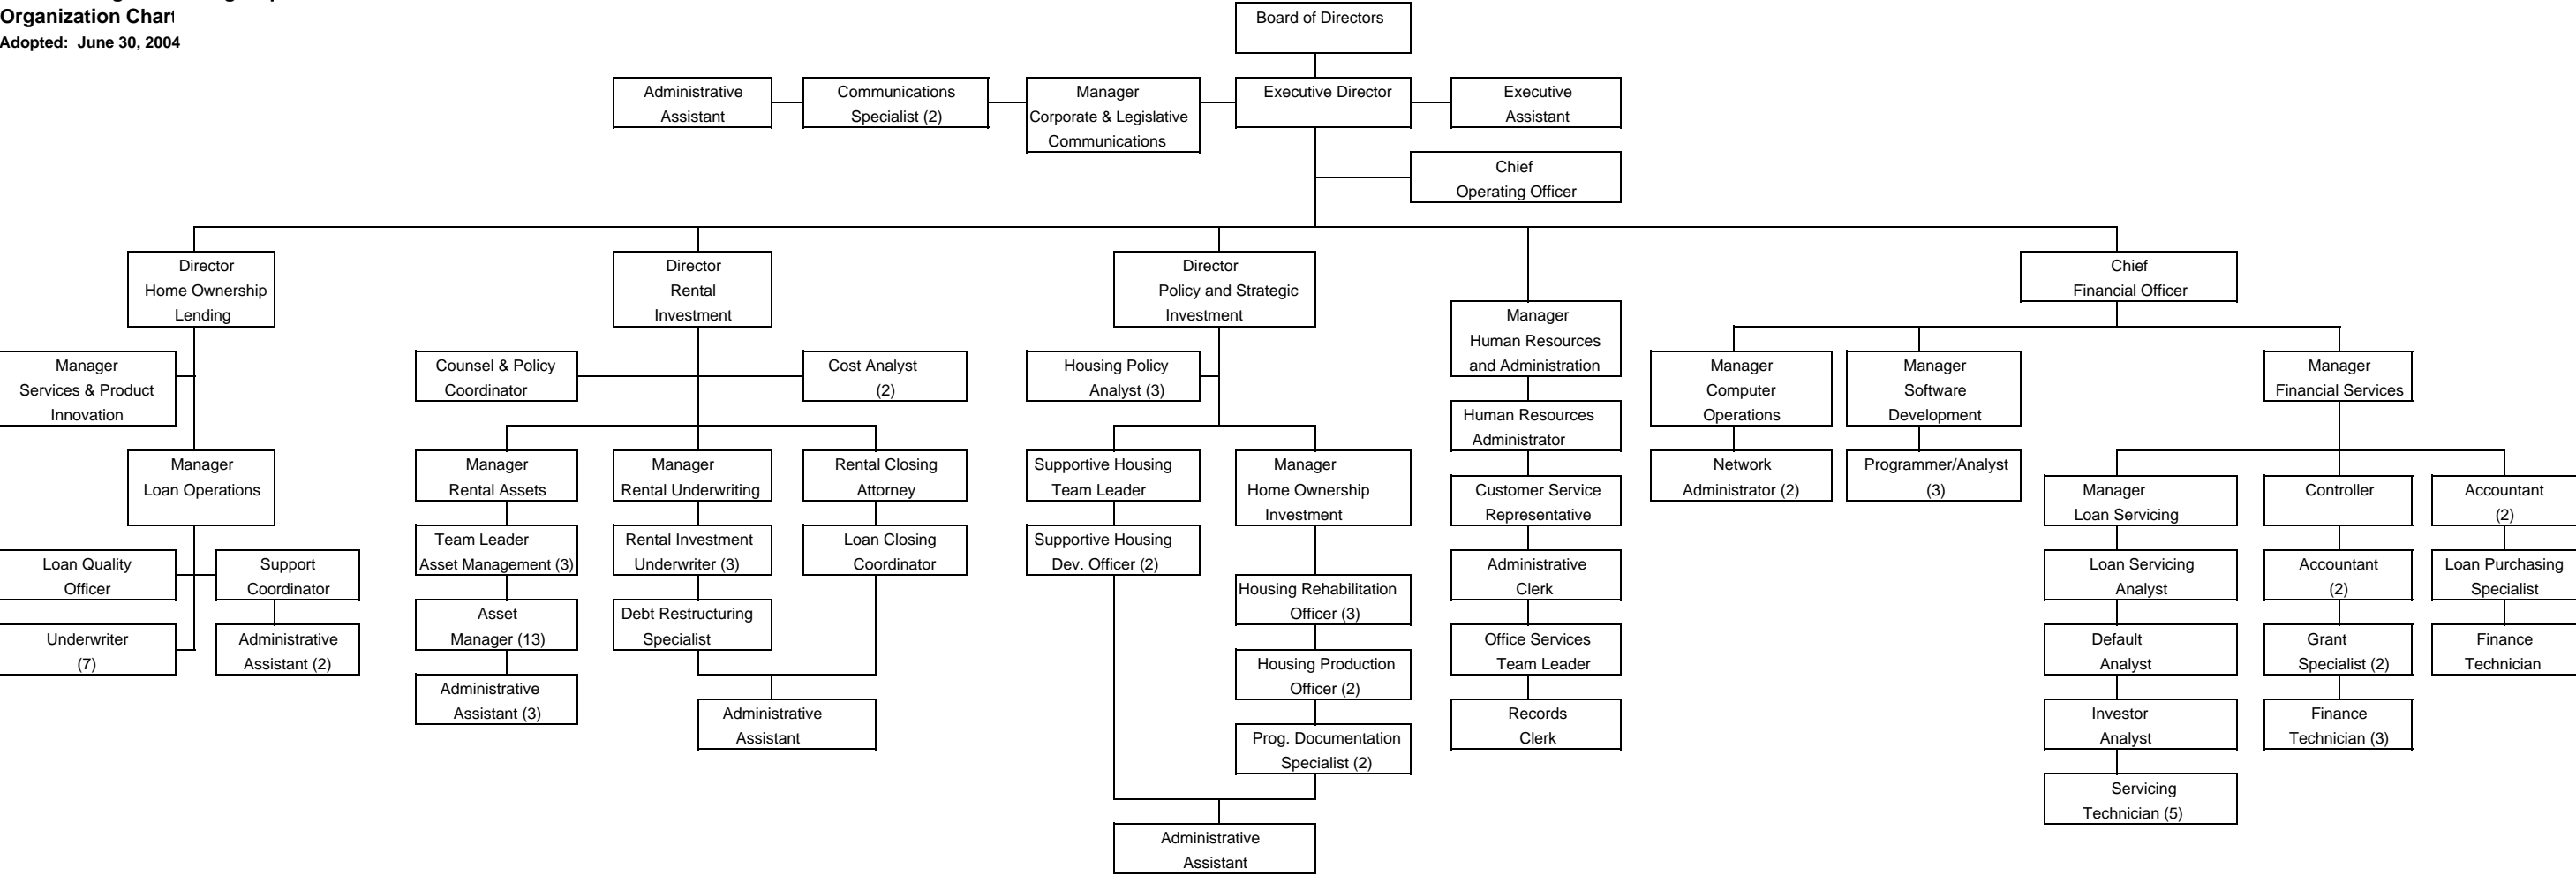 Organization Chart
Adopted: June 30, 2004
Board of Directors
Administrative
Assistant
Communications
Specialist (2)
Manager
Corporate & Legislative
Communications
Executive Director
Executive
Assistant
Chief
Operating Officer
Director
Home Ownership
Lending
Director
Rental
Investment
Director
Policy and Strategic
Investment
Manager
Human Resources
and Administration
Chief
Financial Officer
Manager
Services & Product
Innovation
Counsel & Policy
Coordinator
Cost Analyst
(2)
Housing Policy
Analyst (3)
Manager
Computer
Operations
Manager
Software
Development
Manager
Financial Services
Human Resources
Administrator
Manager
Loan Operations
Manager
Rental Assets
Manager
Rental Underwriting
Rental Closing
Attorney
Supportive Housing
Team Leader
Manager
Home Ownership
Investment
Customer Service
Representative
Network
Administrator (2)
Programmer/Analyst
(3)
Manager
Loan Servicing
Controller
Accountant
(2)
Loan Quality
Officer
Support
Coordinator
Team Leader
Asset Management (3)
Rental Investment
Underwriter (3)
Loan Closing
Coordinator
Supportive Housing
Dev. Officer (2)
Housing Rehabilitation
Officer (3)
Administrative
Clerk
Loan Servicing
Analyst
Accountant
(2)
Loan Purchasing
Specialist
Underwriter
(7)
Administrative
Assistant (2)
Asset
Manager (13)
Debt Restructuring
Specialist
Housing Production
Officer (2)
Office Services
Team Leader
Default
Analyst
Grant
Specialist (2)
Finance
Technician
Administrative
Assistant (3)
Administrative
Assistant
Prog. Documentation
Specialist (2)
Records
Clerk
Investor
Analyst
Finance
Technician (3)
Servicing
Technician (5)
Administrative
Assistant